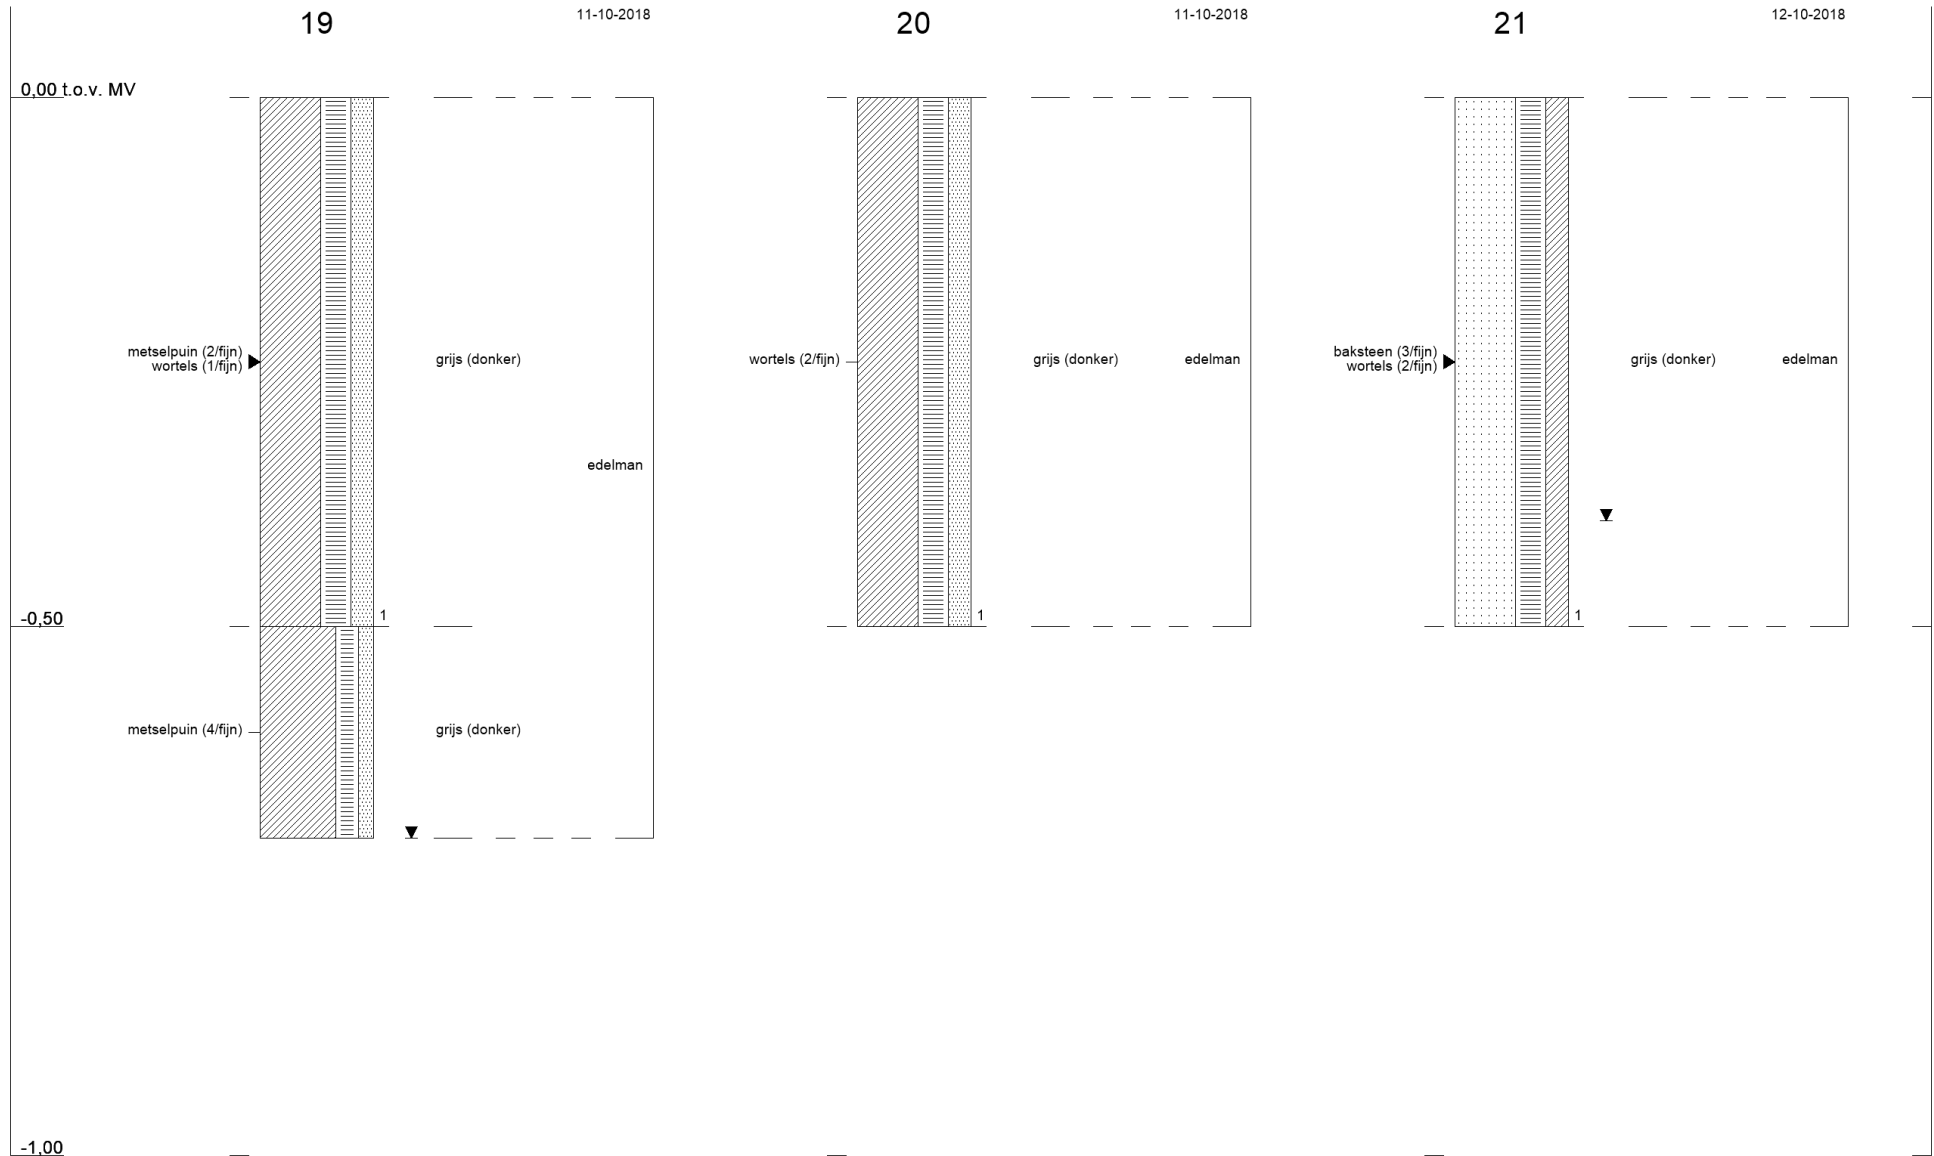 19
11-10-2018
20
11-10-2018
21
12-10-2018
0,00 t.o.v. MV
metselpuin (2/fijn)
wortels (1/fijn)
grijs (donker)
edelman
1
metselpuin (4/fijn)
grijs (donker)
wortels (2/fijn)
grijs (donker)
edelman
1
baksteen (3/fijn)
wortels (2/fijn)
grijs (donker)
edelman
1
-0,50
-1,00